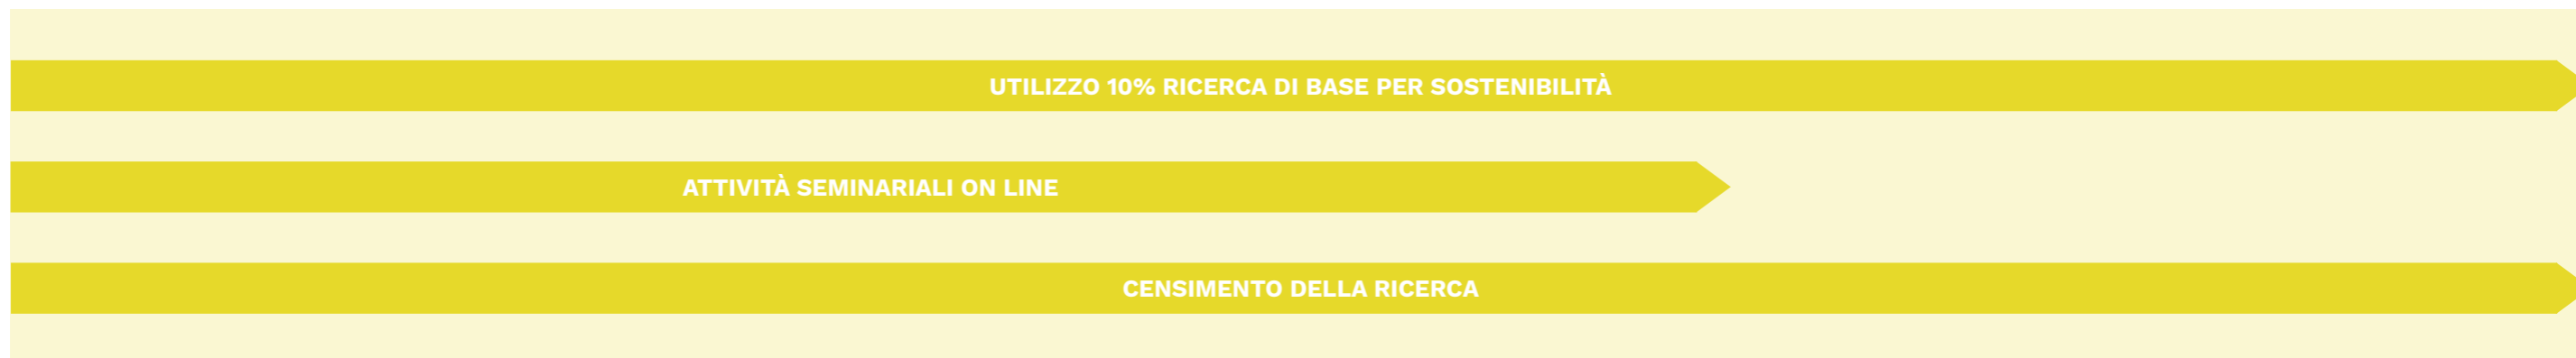 UTILIZZO 10% RICERCA DI BASE PER SOSTENIBILITÀ
ATTIVITÀ SEMINARIALI ON LINE
CENSIMENTO DELLA RICERCA